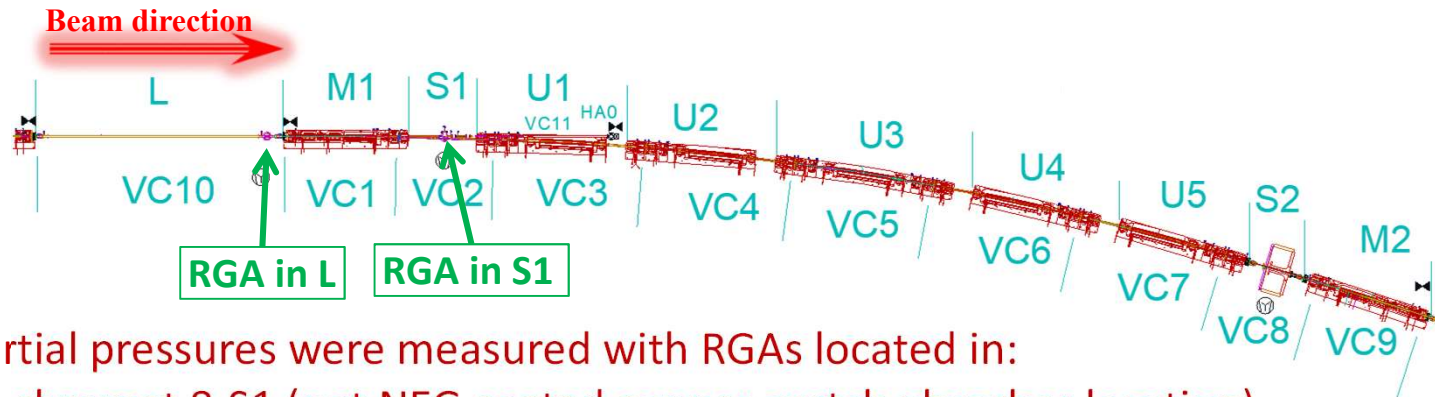 Beam direction
L M1 S1 U1 U2 U3 U4 U5 S2 M2
VC11 HA0
VC10 VC1 VC2 VC3 VC4 VC5 VC6 VC7 VC8 VC9
RGA in L
RGA in S1
rtial pressures were measured with RGAs located in: